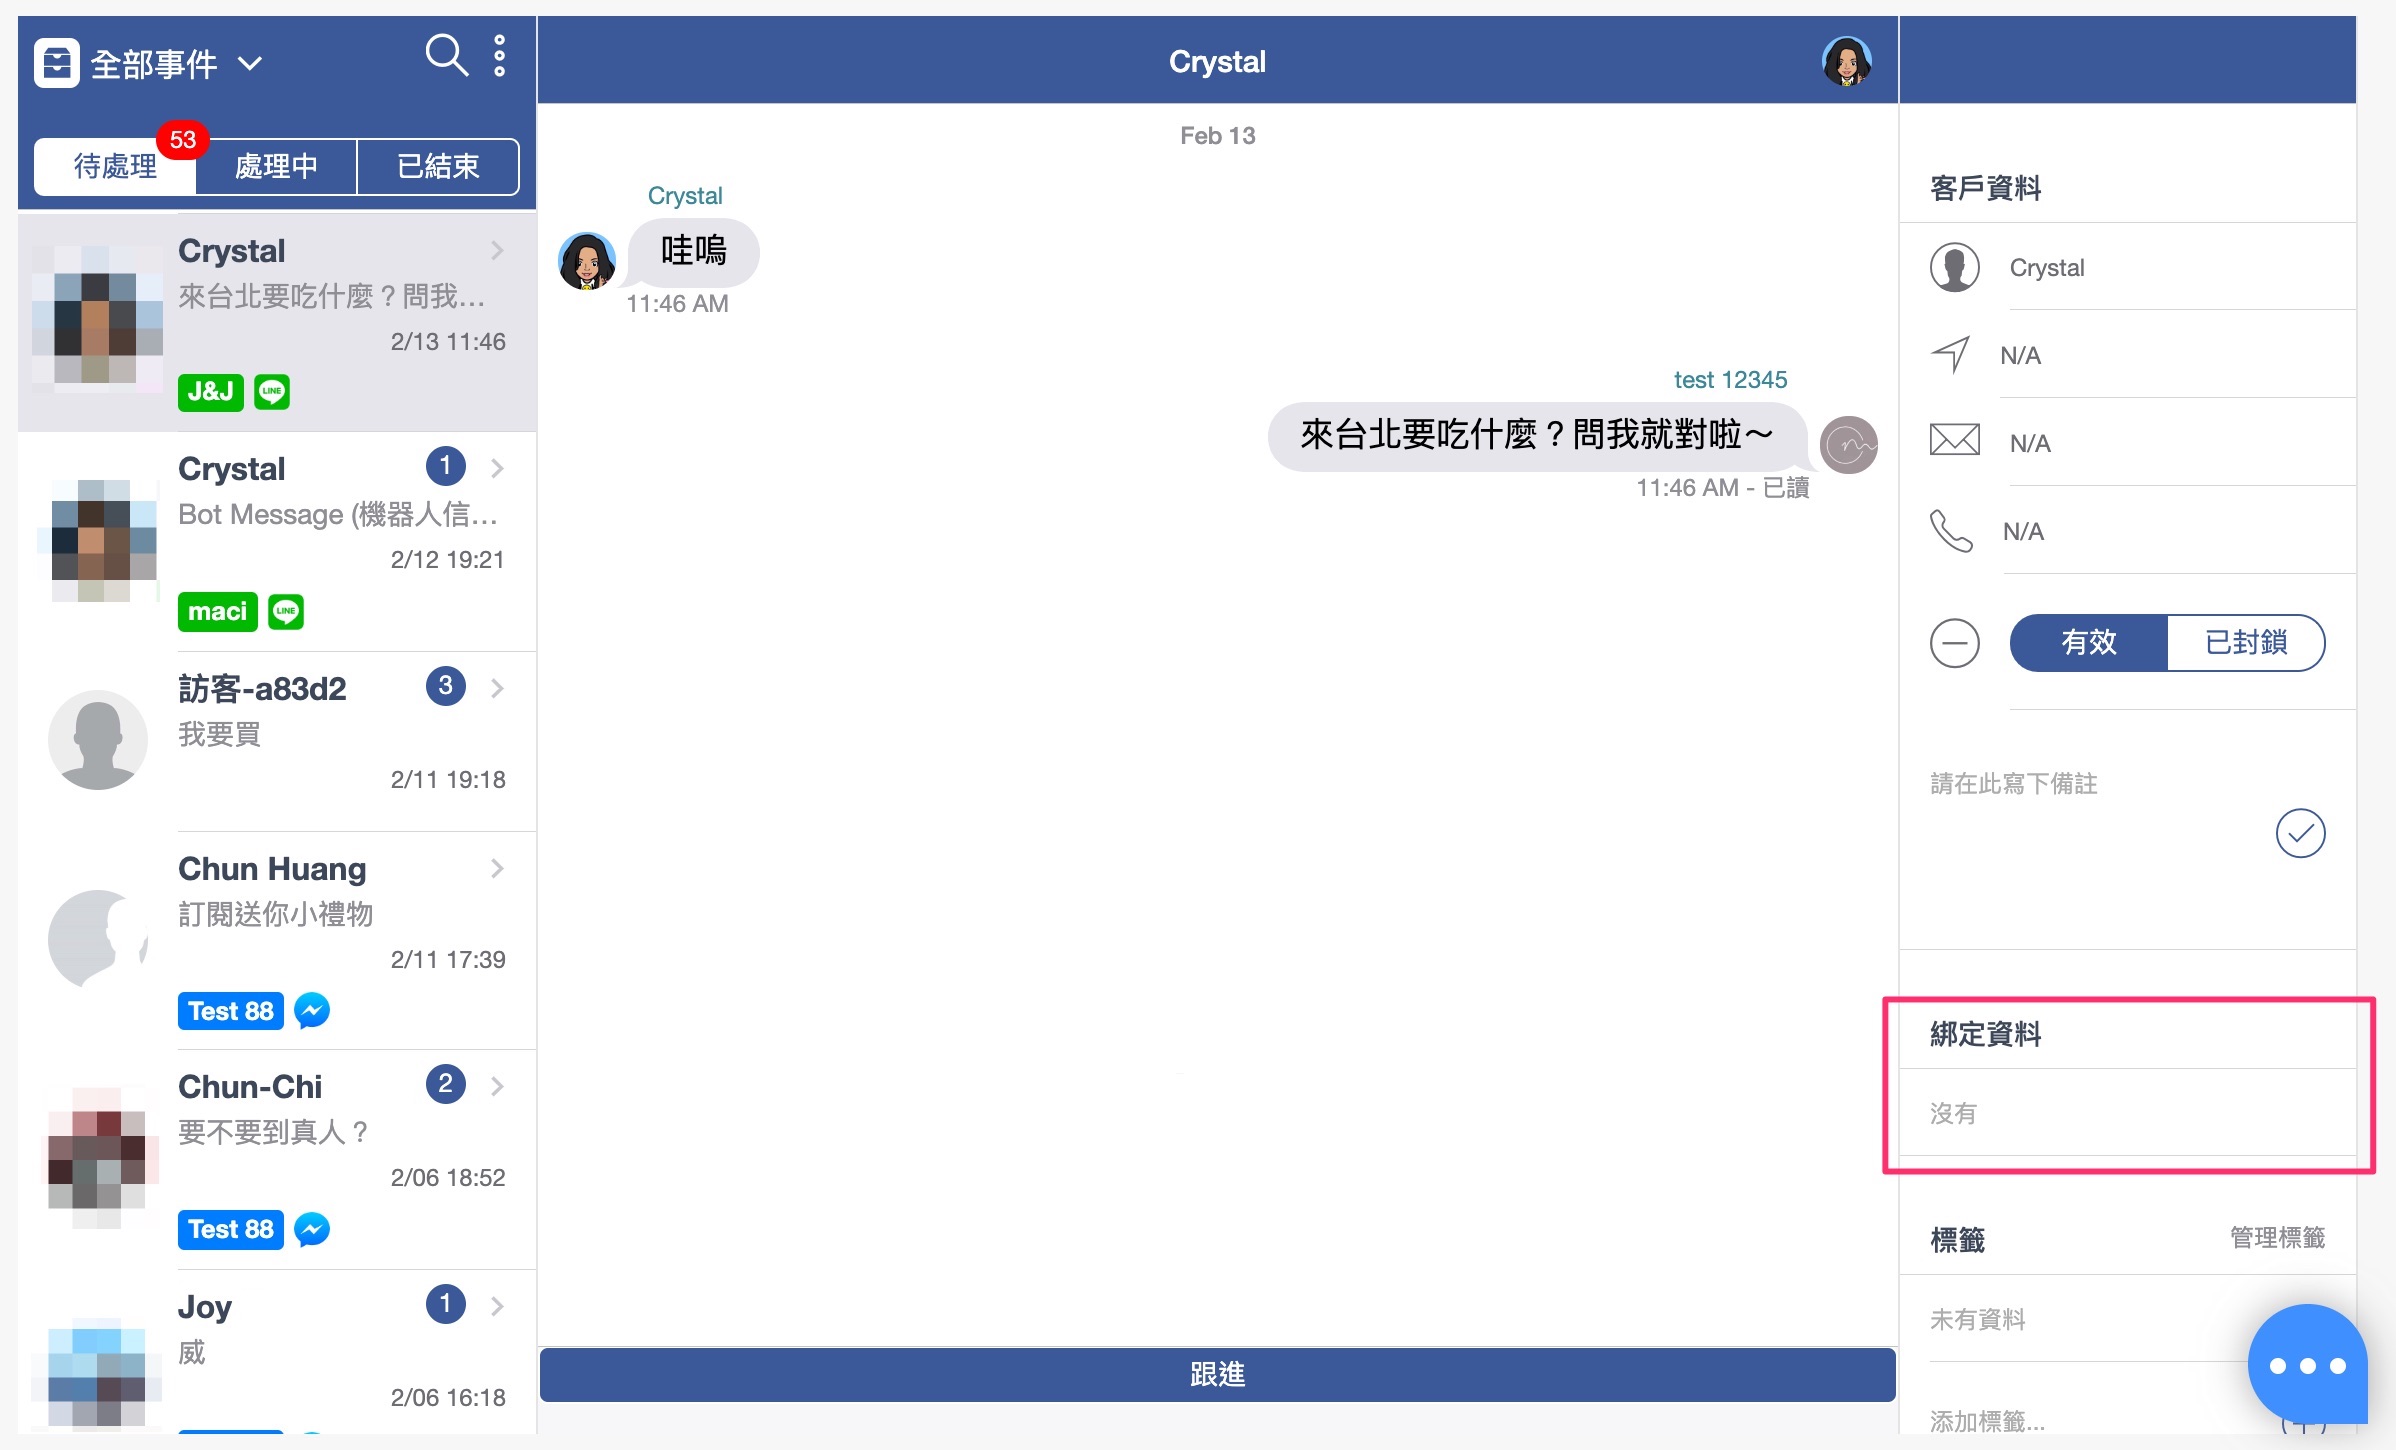 全部事件
待處理
53
處理中
已結束
Crystal
來台北要吃什麼？問我...
2/13 11:46
J&J
LINE
Crystal
1
Bot Message (機器人信...
2/12 19:21
maci
LINE
訪客-a83d2
3
我要買
2/11 19:18
Chun Huang
訂閱送你小禮物
2/11 17:39
Test 88
Chun-Chi
2
要不要到真人？
2/06 18:52
Test 88
Joy
1
威
2/06 16:18
Crystal
Feb 13
Crystal
哇嗚
11:46 AM
test 12345
來台北要吃什麼？問我就對啦～
11:46 AM - 已讀
跟進
客戶資料
Crystal
N/A
N/A
N/A
有效
已封鎖
請在此寫下備註
綁定資料
沒有
標籤
管理標籤
未有資料
添加標籤...